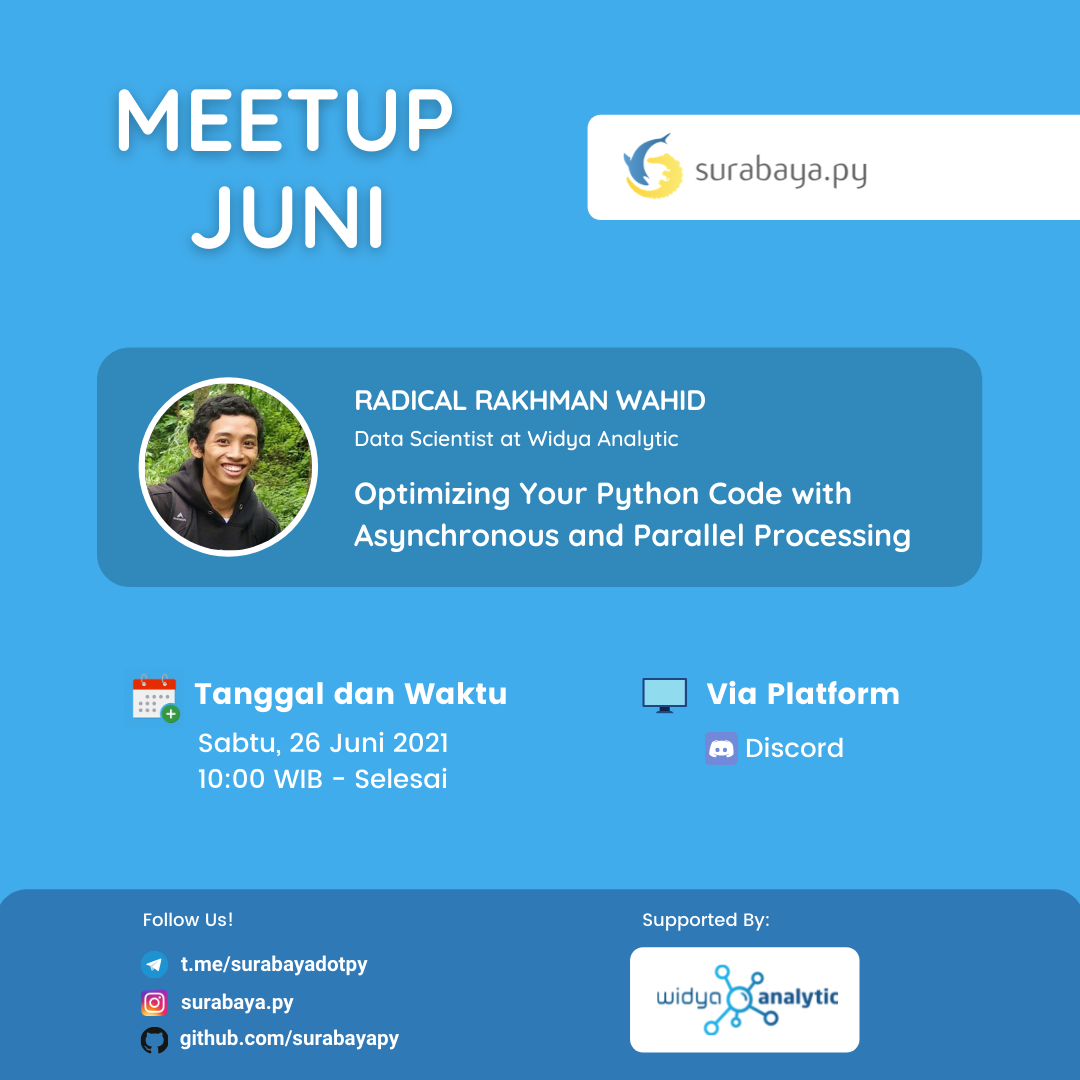 MEETUP
JUNI
surabaya.py
RADICAL RAKHMAN WAHID
Data Scientist at Widya Analytic
Optimizing Your Python Code with
Asynchronous and Parallel Processing
Tanggal dan Waktu
Sabtu, 26 Juni 2021
10:00 WIB - Selesai
Via Platform
Discord
Follow Us!
t.me/surabayadotpy
surabaya.py
github.com/surabayapy
Supported By:
widya analytic